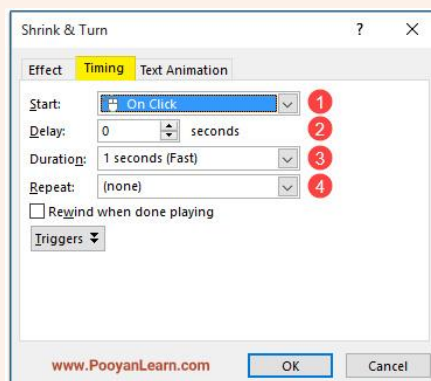 Shrink & Turn
Effect Timing Text Animation
Start: On Click 1
Delay: 0 seconds 2
Duration: 1 seconds (Fast) 3
Repeat: (none) 4
Rewind when done playing
Triggers
www.PooyanLearn.com OK Cancel